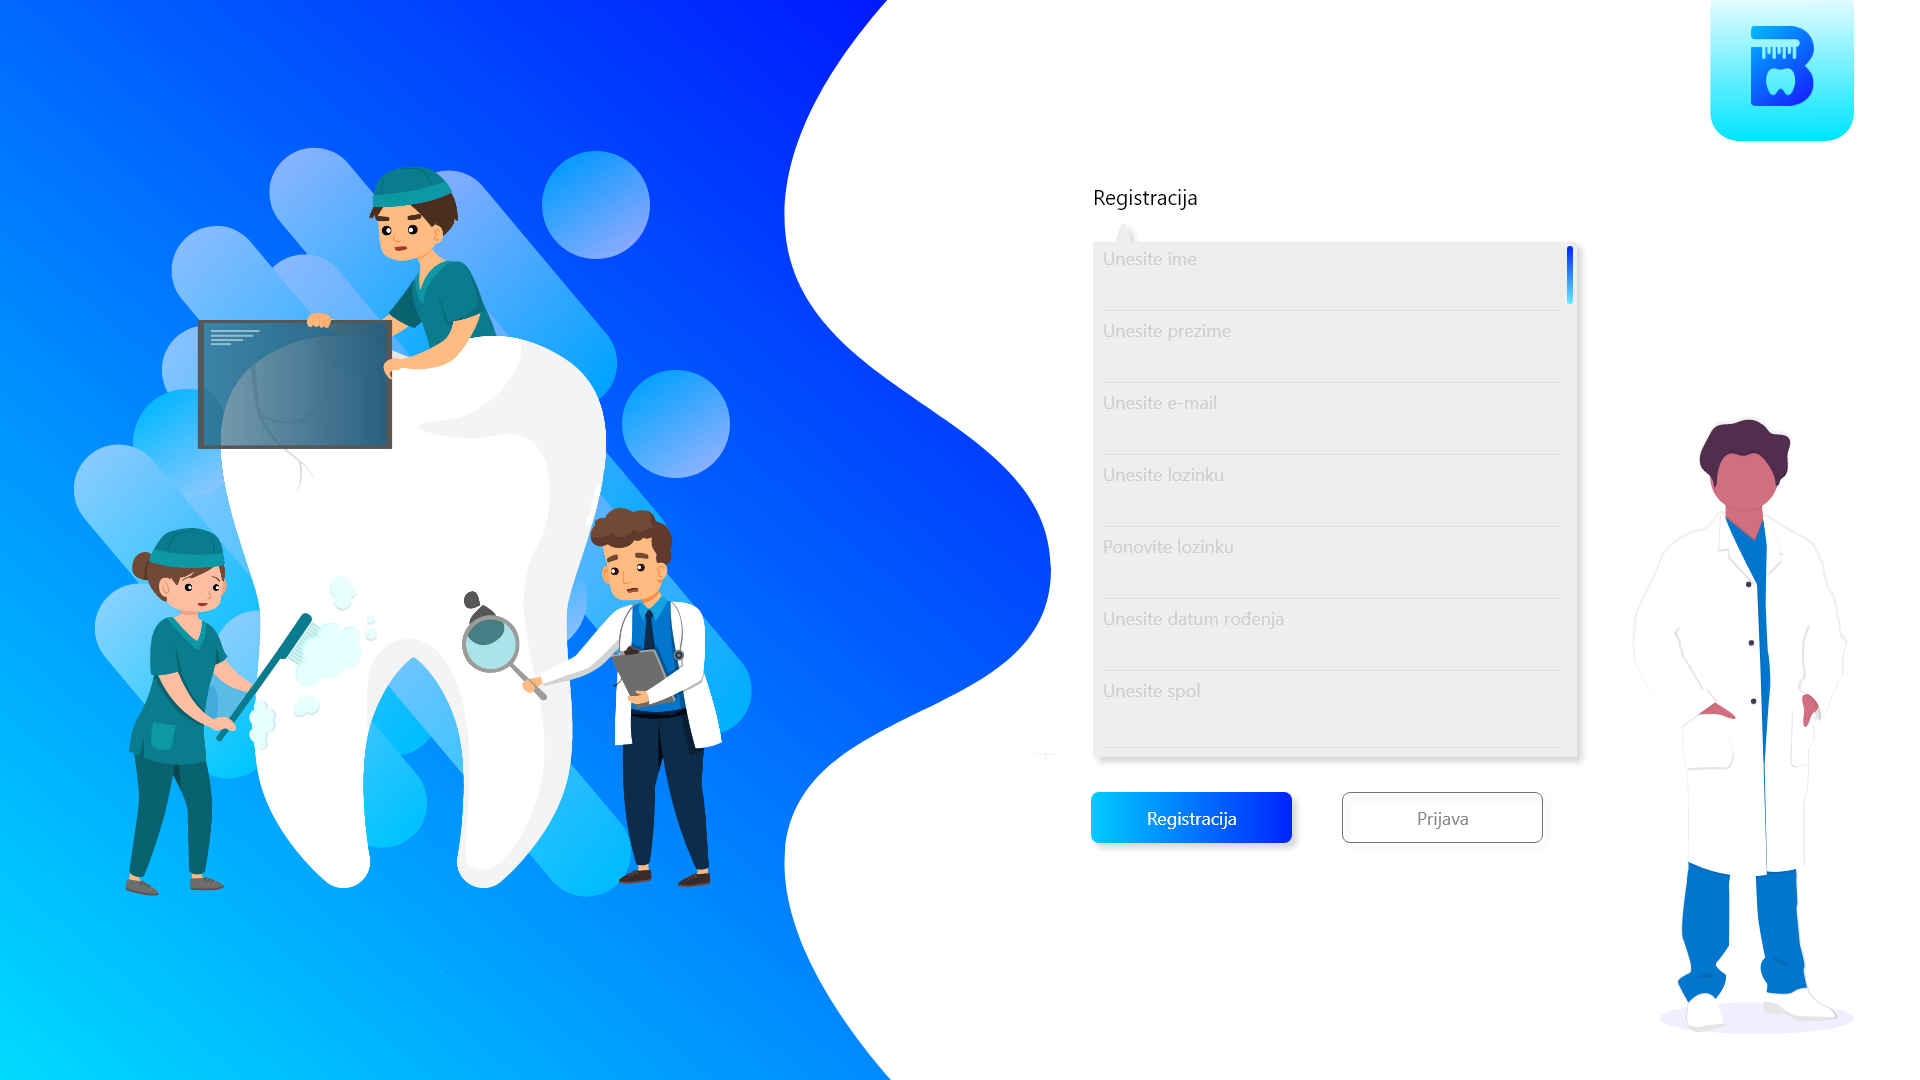 B
Registracija
Unesite ime
Unesite prezime
Unesite e-mail
Unesite lozinku
Ponovite lozinku
Unesite datum rođenja
Unesite spol
Registracija
Prijava